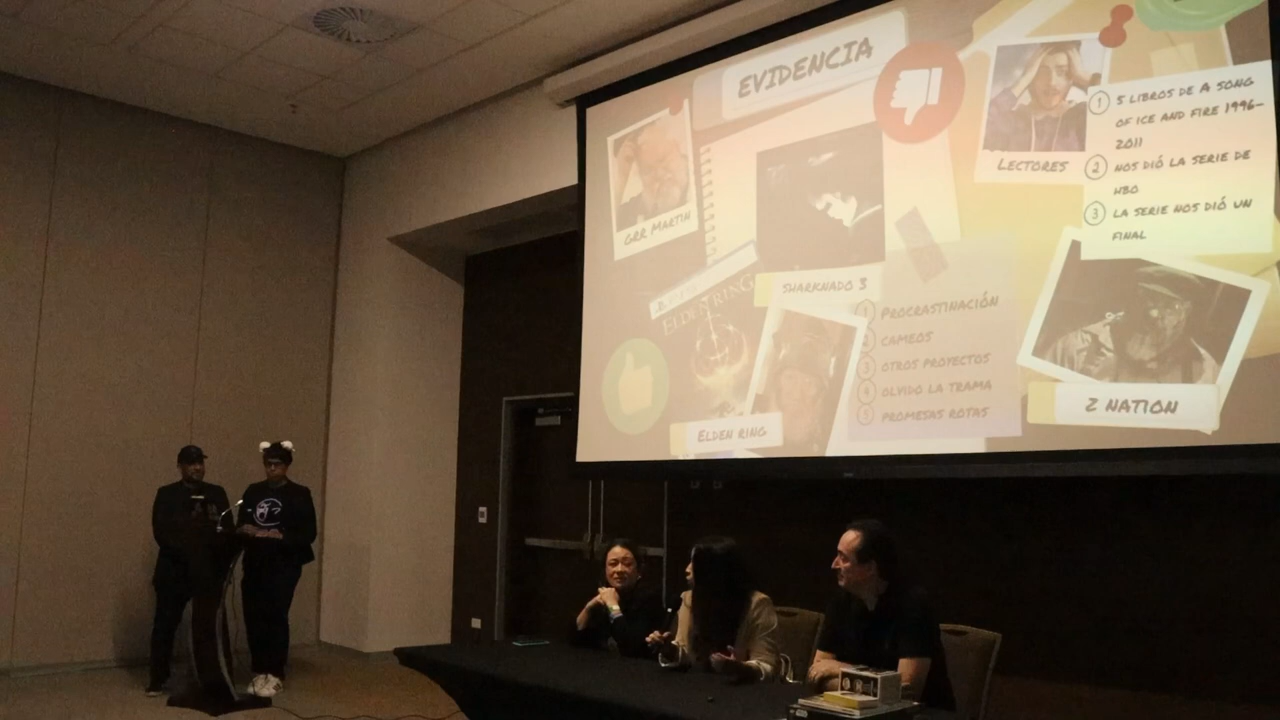 EVIDENCIA
GRR MARTIN
LECTORES
1 5 LIBROS DE A SONG
OF ICE AND FIRE 1996-
2011
2 NOS DIÓ LA SERIE DE
HBO
3 LA SERIE NOS DIÓ UN
FINAL
SHARKNADO 3
ELDEN RING
1 PROCRASTINACIÓN
2 CAMEOS
3 OTROS PROYECTOS
4 OLVIDO LA TRAMA
5 PROMESAS ROTAS
ELDEN RING
Z NATION